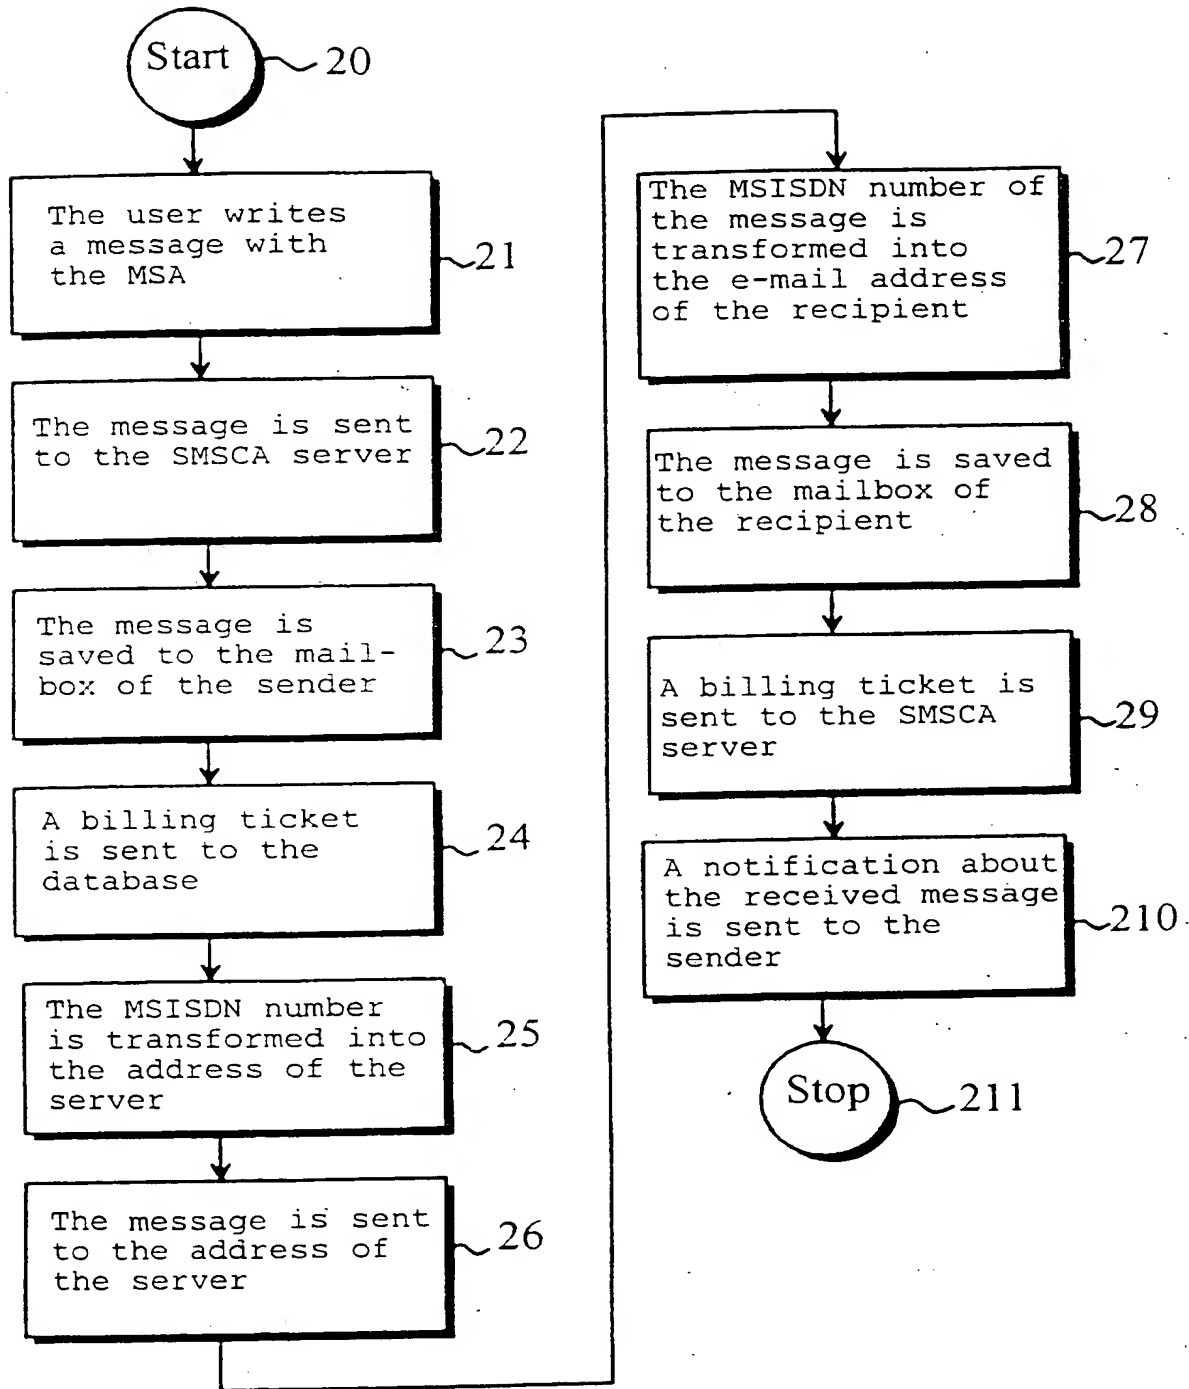 Start
20
The user writes
a message with
the MSA
21
The message is sent
to the SMSCA server
22
The message is
saved to the mail-
box of the sender
23
A billing ticket
is sent to the
database
24
The MSISDN number
is transformed into
the address of the
server
25
The message is sent
to the address of
the server
26
The MSISDN number of
the message is
transformed into
the e-mail address
of the recipient
27
The message is saved
to the mailbox of
the recipient
28
A billing ticket is
sent to the SMSCA
server
29
A notification about
the received message
is sent to the
sender
210
Stop
211